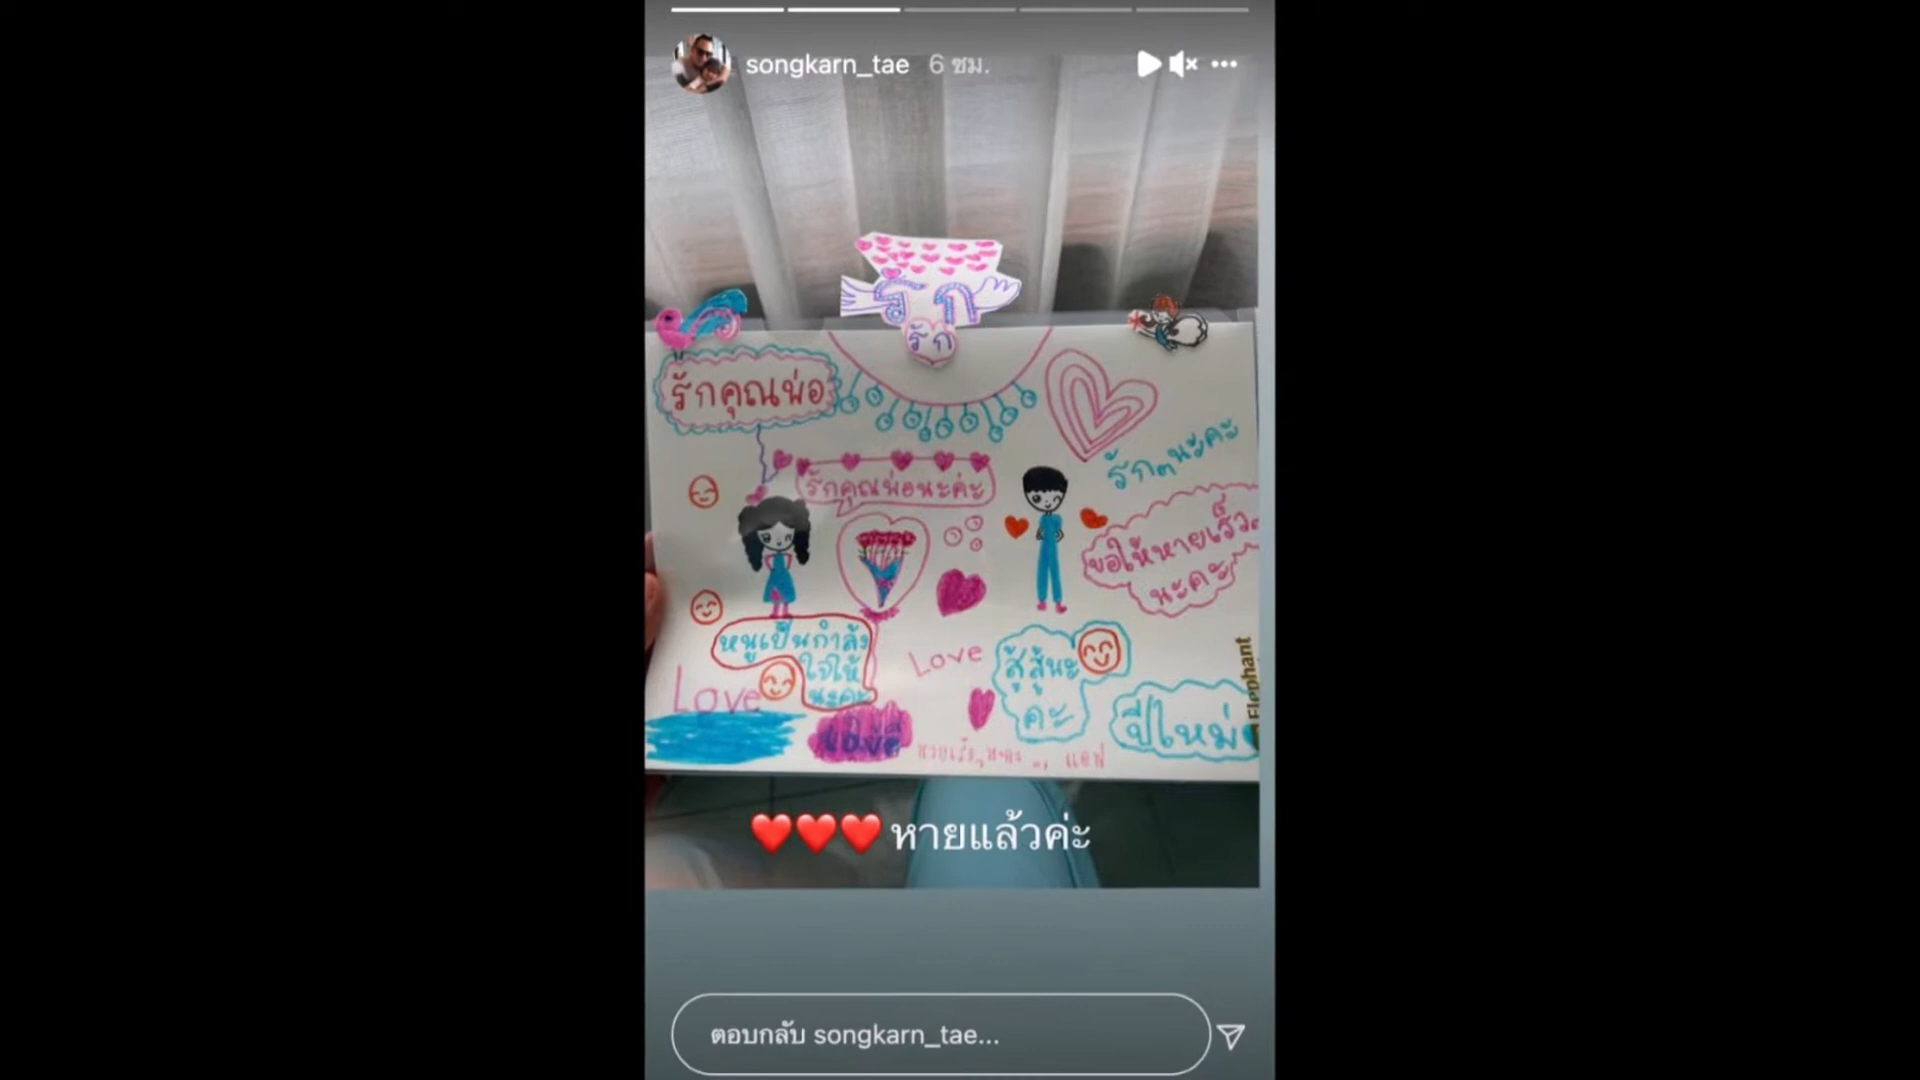 songkarn_tae 6 ชม.
รัก
รัก
รักคุณพ่อ
รักๆนะคะ
รักคุณพ่อนะค่ะ
ขอให้หายเร็วๆ
นะคะ
หนูเป็นกำลัง
ใจให้
นะคะ
Love
Love
สู้สู้นะ
คะ
ปีใหม่
Elephant
❤️❤️❤️หายแล้วค่ะ
ตอบกลับ songkarn_tae...